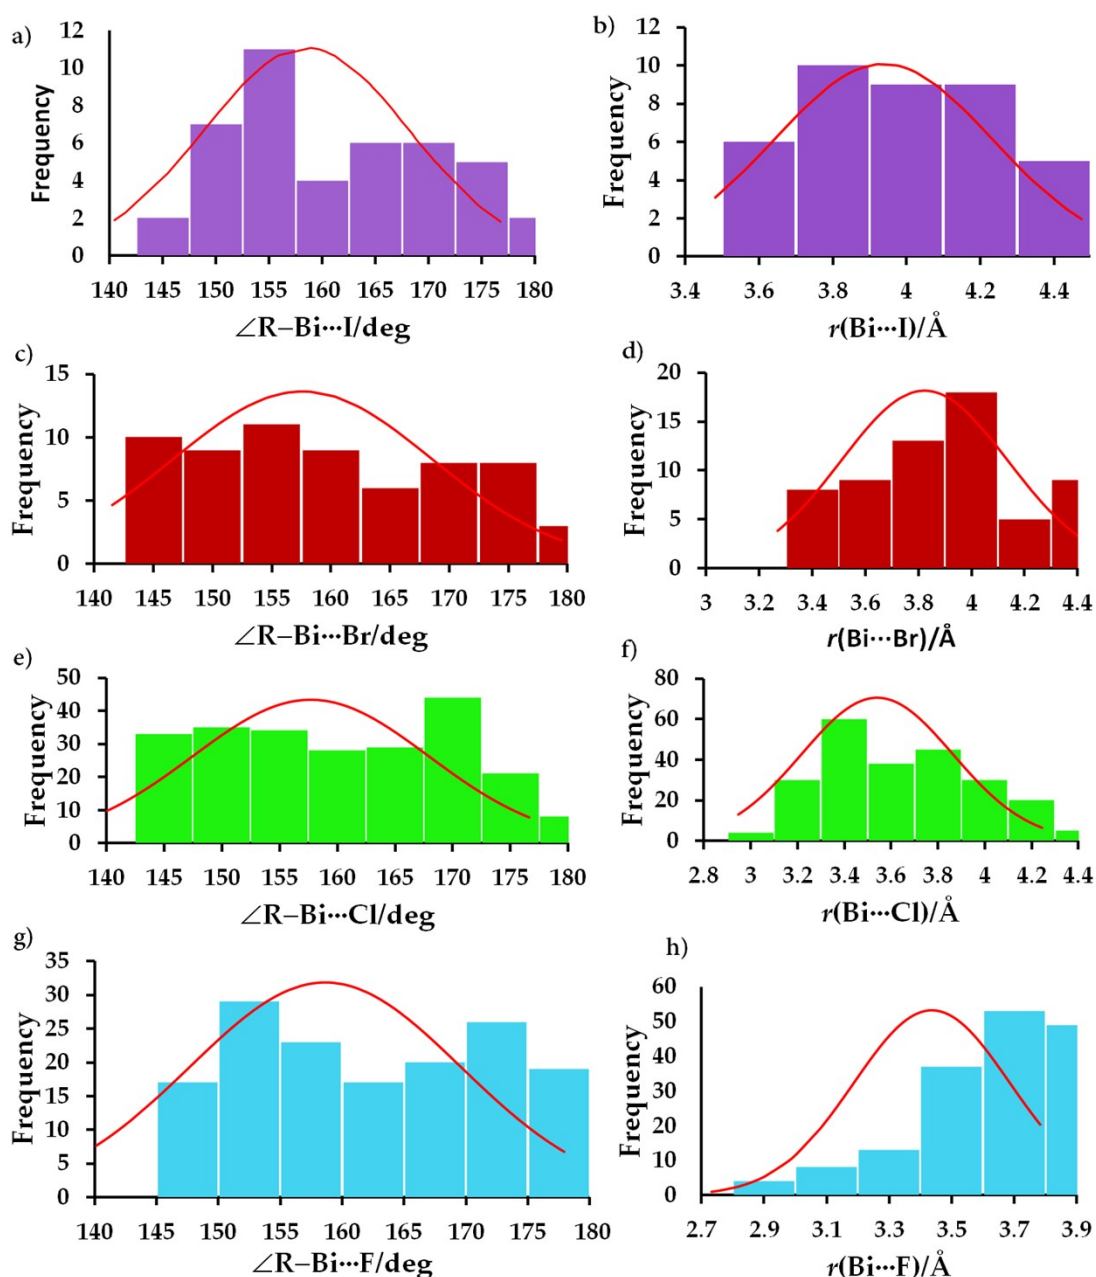 a)
Frequency
12
10
8
6
4
2
0
140 145 150 155 160 165 170 175 180
∠R–Bi···I/deg
b)
Frequency
12
10
8
6
4
2
0
3.4 3.6 3.8 4 4.2 4.4
r(Bi···I)/Å
c)
Frequency
15
10
5
0
140 145 150 155 160 165 170 175 180
∠R–Bi···Br/deg
d)
Frequency
20
15
10
5
0
3 3.2 3.4 3.6 3.8 4 4.2 4.4
r(Bi···Br)/Å
e)
Frequency
50
40
30
20
10
0
140 145 150 155 160 165 170 175 180
∠R–Bi···Cl/deg
f)
Frequency
80
60
40
20
0
2.8 3 3.2 3.4 3.6 3.8 4 4.2 4.4
r(Bi···Cl)/Å
g)
Frequency
35
30
25
20
15
10
5
0
140 145 150 155 160 165 170 175 180
∠R–Bi···F/deg
h)
Frequency
60
50
40
30
20
10
0
2.7 2.9 3.1 3.3 3.5 3.7 3.9
r(Bi···F)/Å